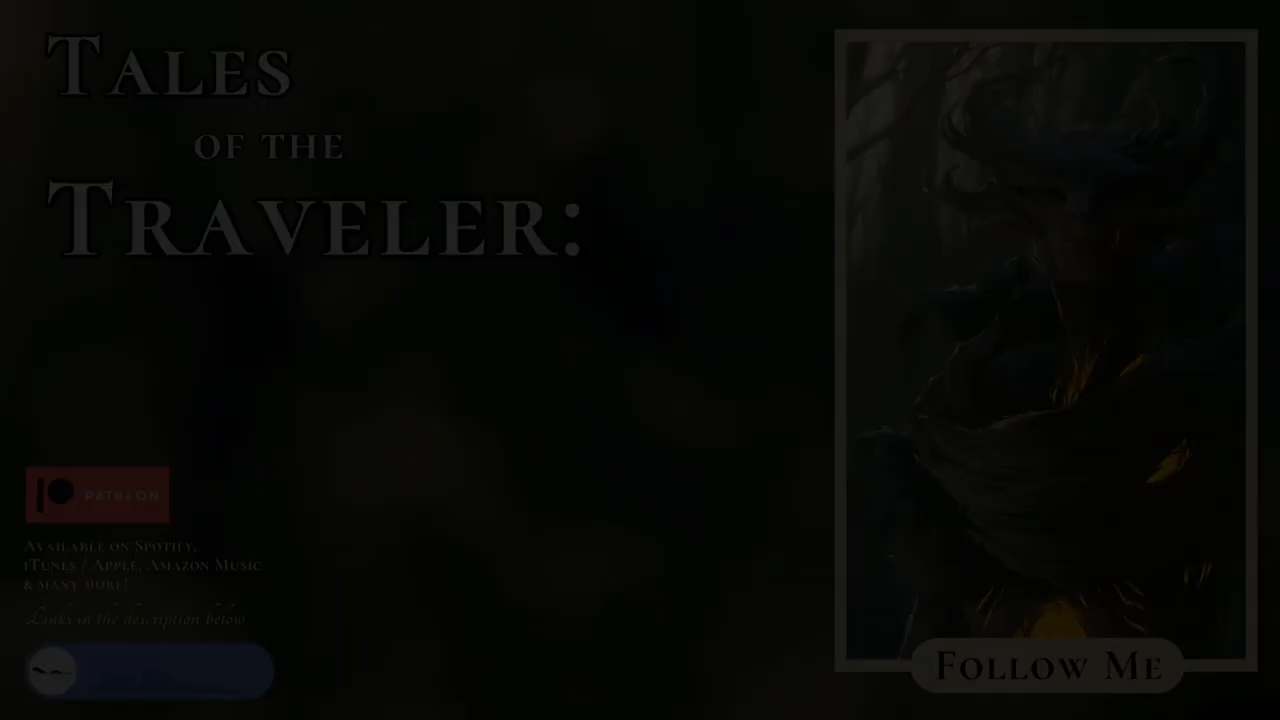 Tales
of the
Traveler:
PATREON
Available on Spotify,
iTunes / Apple, Amazon Music
& many more!
Links in the description below
Follow Me